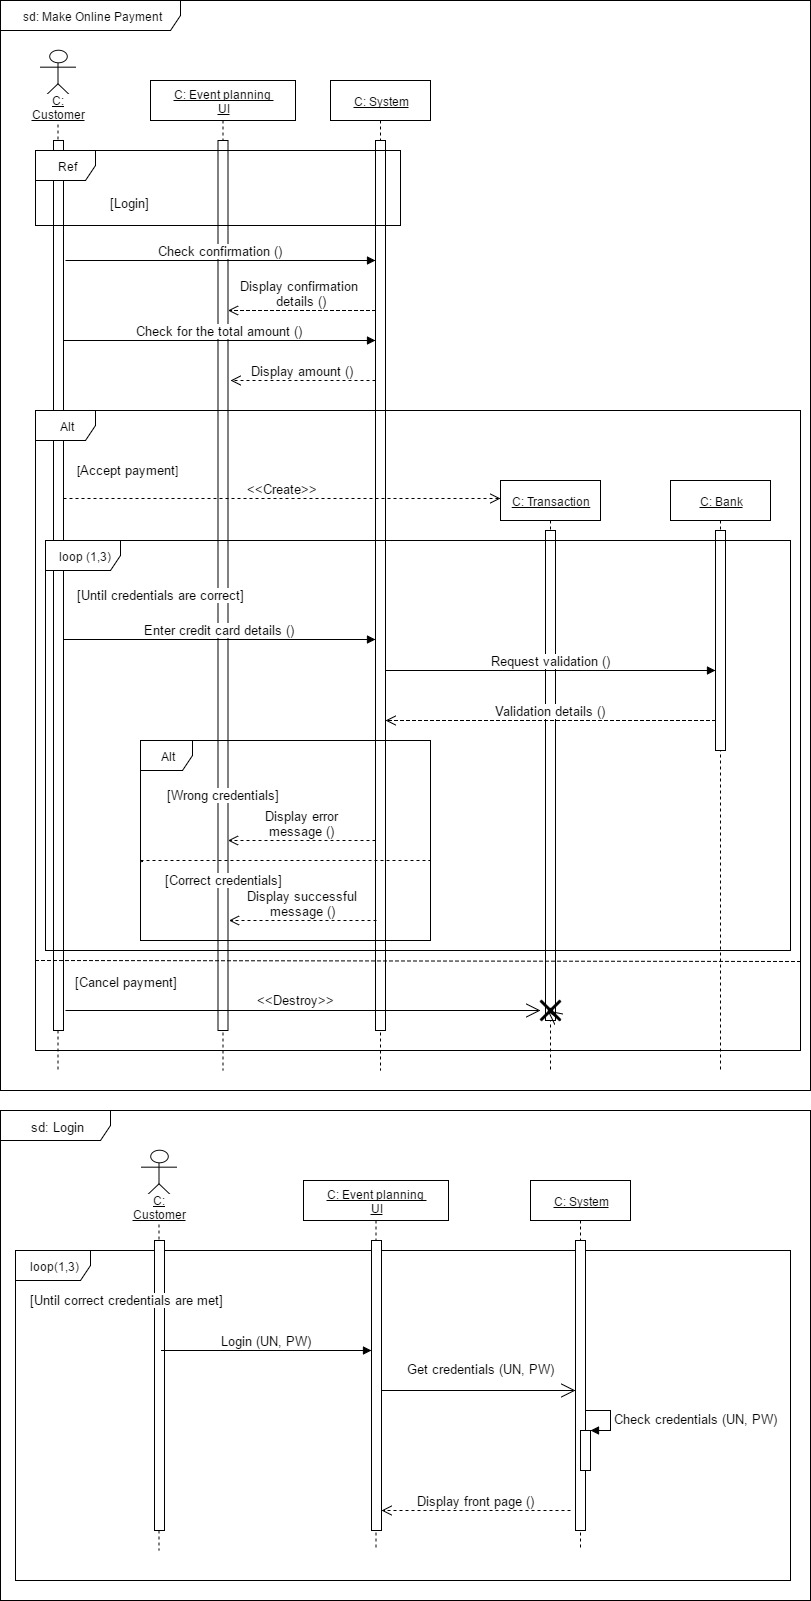 sd: Make Online Payment
C:
Customer
C: Event planning
UI
C: System
Ref
[Login]
Check confirmation ()
Display confirmation
details ()
Check for the total amount ()
Display amount ()
Alt
[Accept payment]
<<Create>>
C: Transaction
C: Bank
loop (1,3)
[Until credentials are correct]
Enter credit card details ()
Request validation ()
Validation details ()
Alt
[Wrong credentials]
Display error
message ()
[Correct credentials]
Display successful
message ()
[Cancel payment]
<<Destroy>>
sd: Login
C:
Customer
C: Event planning
UI
C: System
loop(1,3)
[Until correct credentials are met]
Login (UN, PW)
Get credentials (UN, PW)
Check credentials (UN, PW)
Display front page ()